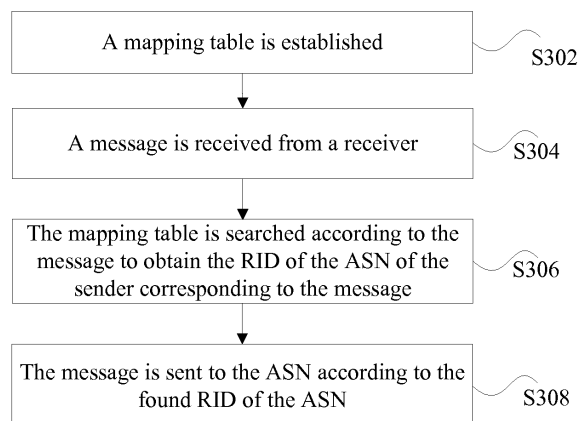 A mapping table is established
S302
A message is received from a receiver
S304
The mapping table is searched according to the
message to obtain the RID of the ASN of the
sender corresponding to the message
S306
The message is sent to the ASN according to the
found RID of the ASN
S308